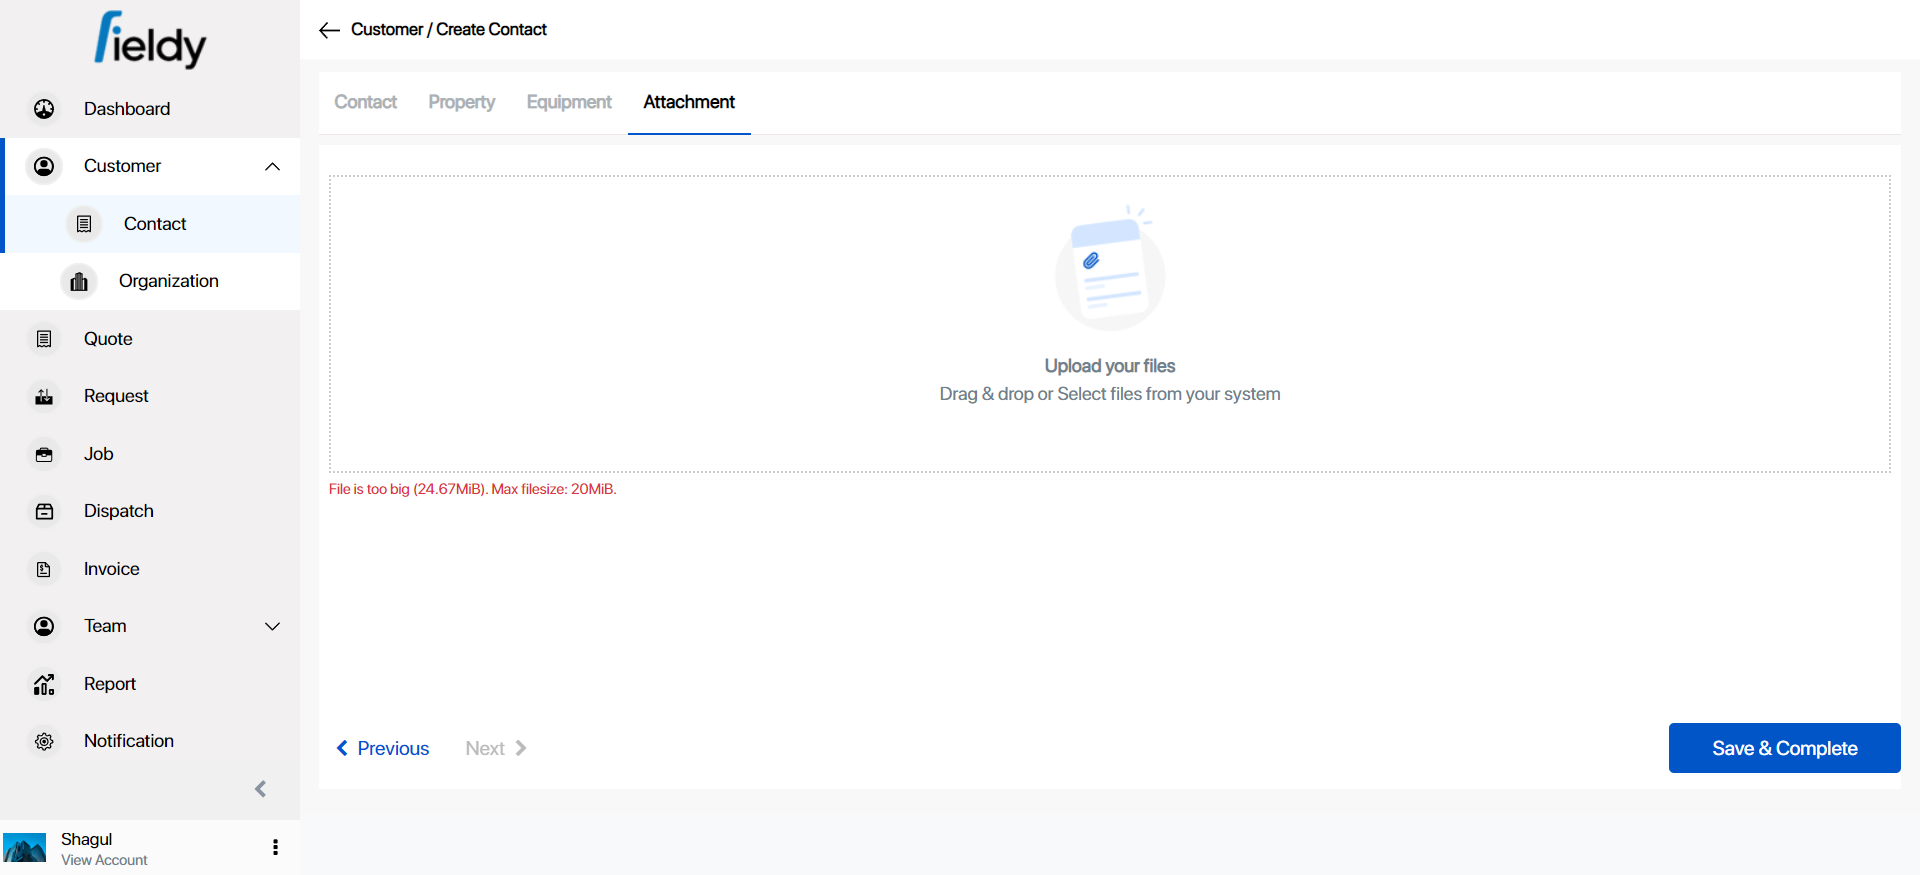 fieldy
Dashboard
Customer
Contact
Organization
Quote
Request
Job
Dispatch
Invoice
Team
Report
Notification
Shagul
View Account
Customer / Create Contact
Contact Property Equipment Attachment
Upload your files
Drag & drop or Select files from your system
File is too big (24.67MiB). Max filesize: 20MiB.
Previous Next
Save & Complete